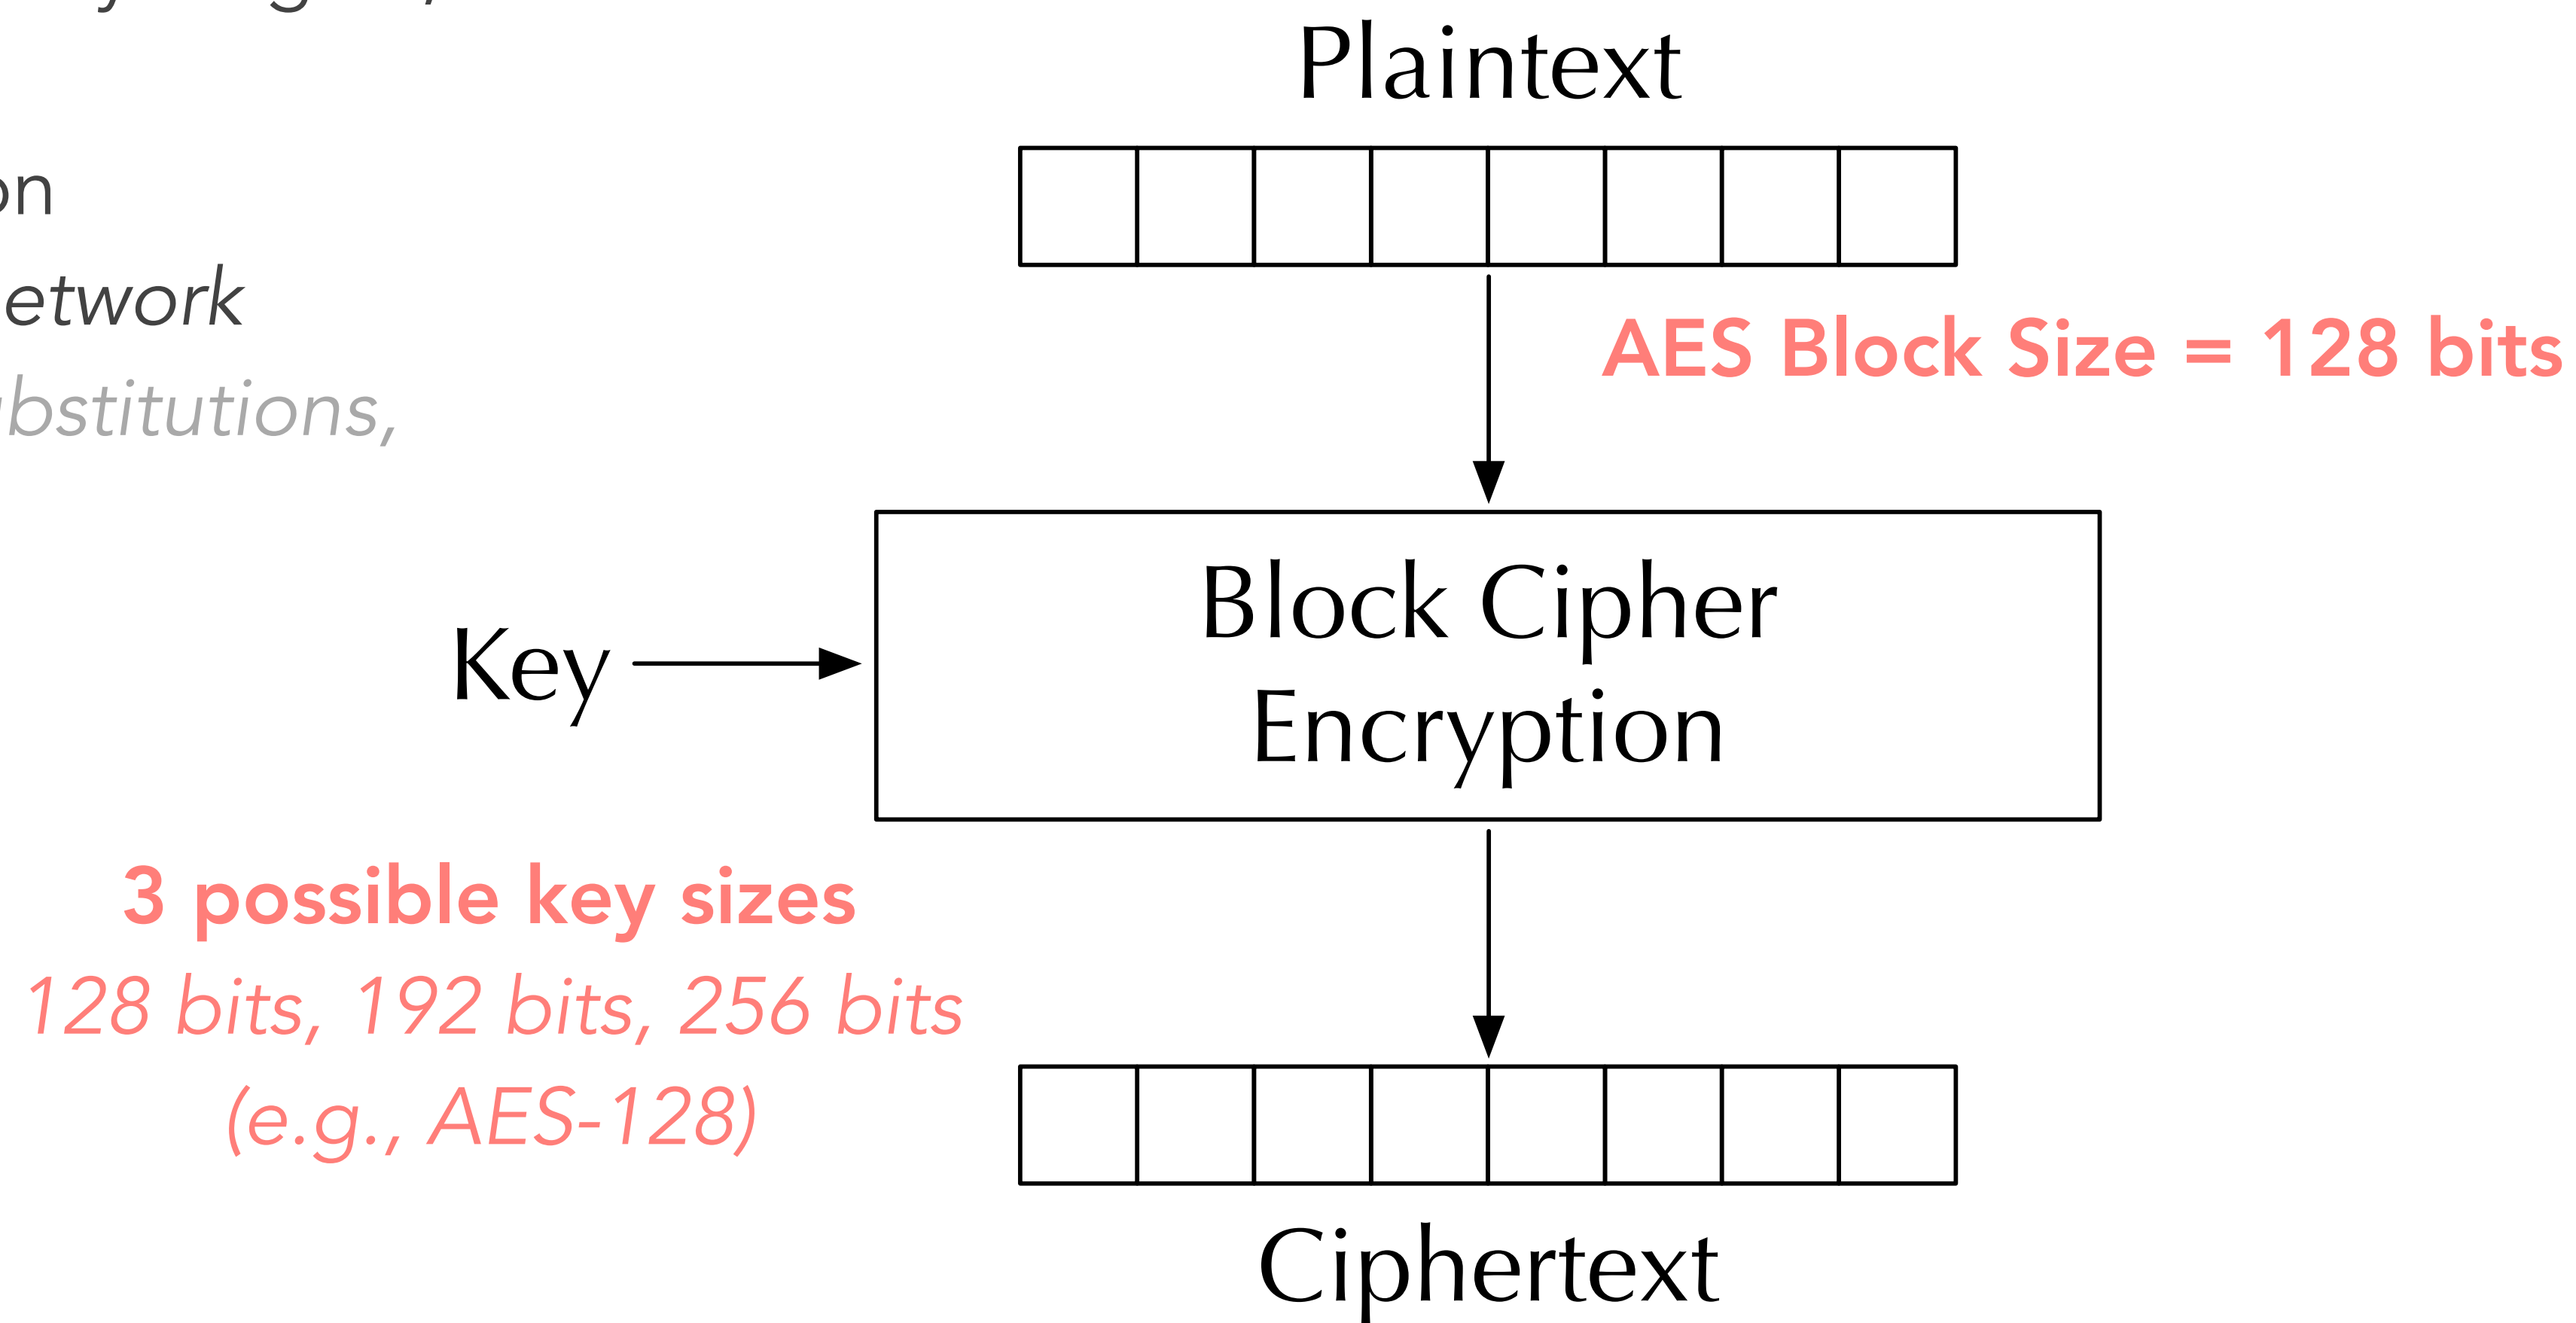 Plaintext
on
etwork
bstitutions,
AES Block Size = 128 bits
Block Cipher
Encryption
Key
3 possible key sizes
128 bits, 192 bits, 256 bits
(e.g., AES-128)
Ciphertext